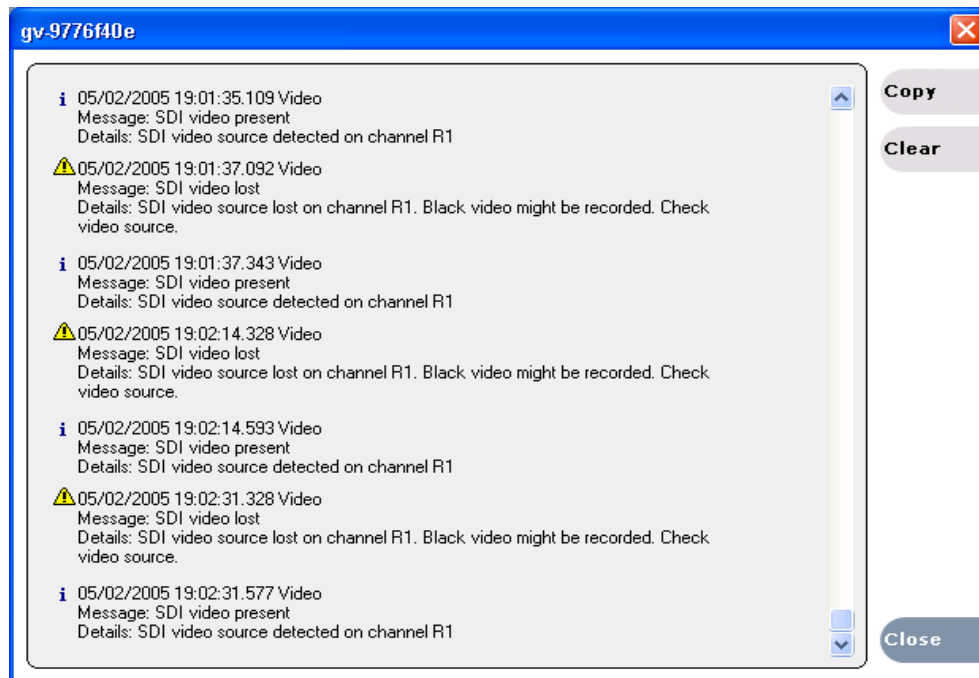 gv-9776f40e
i 05/02/2005 19:01:35.109 Video
Message: SDI video present
Details: SDI video source detected on channel R1
05/02/2005 19:01:37.092 Video
Message: SDI video lost
Details: SDI video source lost on channel R1. Black video might be recorded. Check
video source.
i 05/02/2005 19:01:37.343 Video
Message: SDI video present
Details: SDI video source detected on channel R1
05/02/2005 19:02:14.328 Video
Message: SDI video lost
Details: SDI video source lost on channel R1. Black video might be recorded. Check
video source.
i 05/02/2005 19:02:14.593 Video
Message: SDI video present
Details: SDI video source detected on channel R1
05/02/2005 19:02:31.328 Video
Message: SDI video lost
Details: SDI video source lost on channel R1. Black video might be recorded. Check
video source.
i 05/02/2005 19:02:31.577 Video
Message: SDI video present
Details: SDI video source detected on channel R1
Copy
Clear
Close